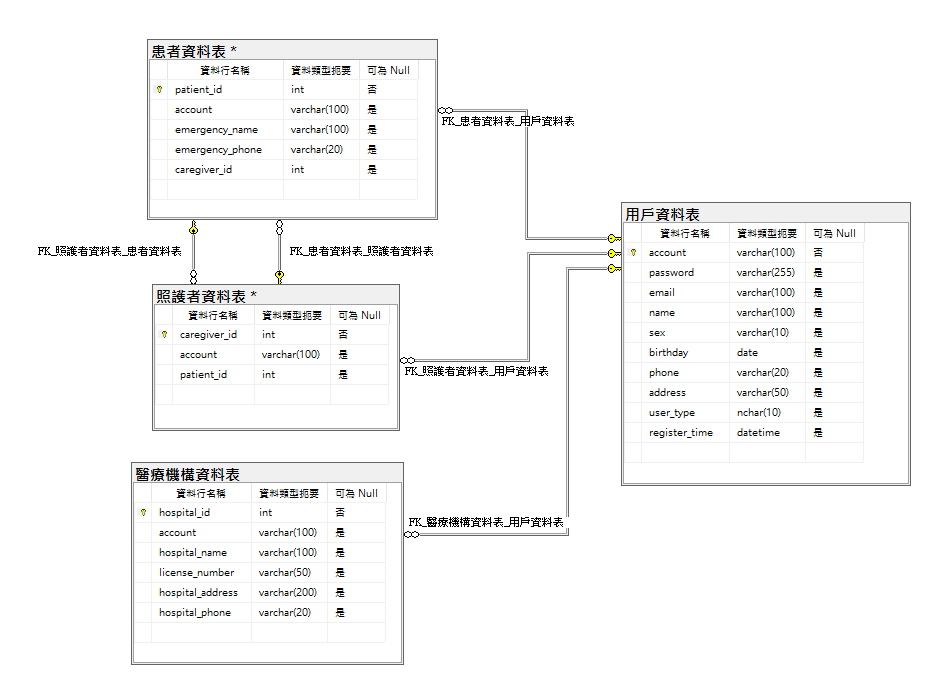 患者資料表 *
資料行名稱 資料類型扼要 可為 Null
patient_id int 否
account varchar(100) 是
emergency_name varchar(100) 是
emergency_phone varchar(20) 是
caregiver_id int 是
FK_患者資料表_用戶資料表
FK_照護者資料表_患者資料表
FK_患者資料表_照護者資料表
用戶資料表
資料行名稱 資料類型扼要 可為 Null
account varchar(100) 否
password varchar(255) 是
email varchar(100) 是
name varchar(100) 是
sex varchar(10) 是
birthday date 是
phone varchar(20) 是
address varchar(50) 是
user_type nchar(10) 是
register_time datetime 是
照護者資料表 *
資料行名稱 資料類型扼要 可為 Null
caregiver_id int 否
account varchar(100) 是
patient_id int 是
FK_照護者資料表_用戶資料表
醫療機構資料表
資料行名稱 資料類型扼要 可為 Null
hospital_id int 否
account varchar(100) 是
hospital_name varchar(100) 是
license_number varchar(50) 是
hospital_address varchar(200) 是
hospital_phone varchar(20) 是
FK_醫療機構資料表_用戶資料表